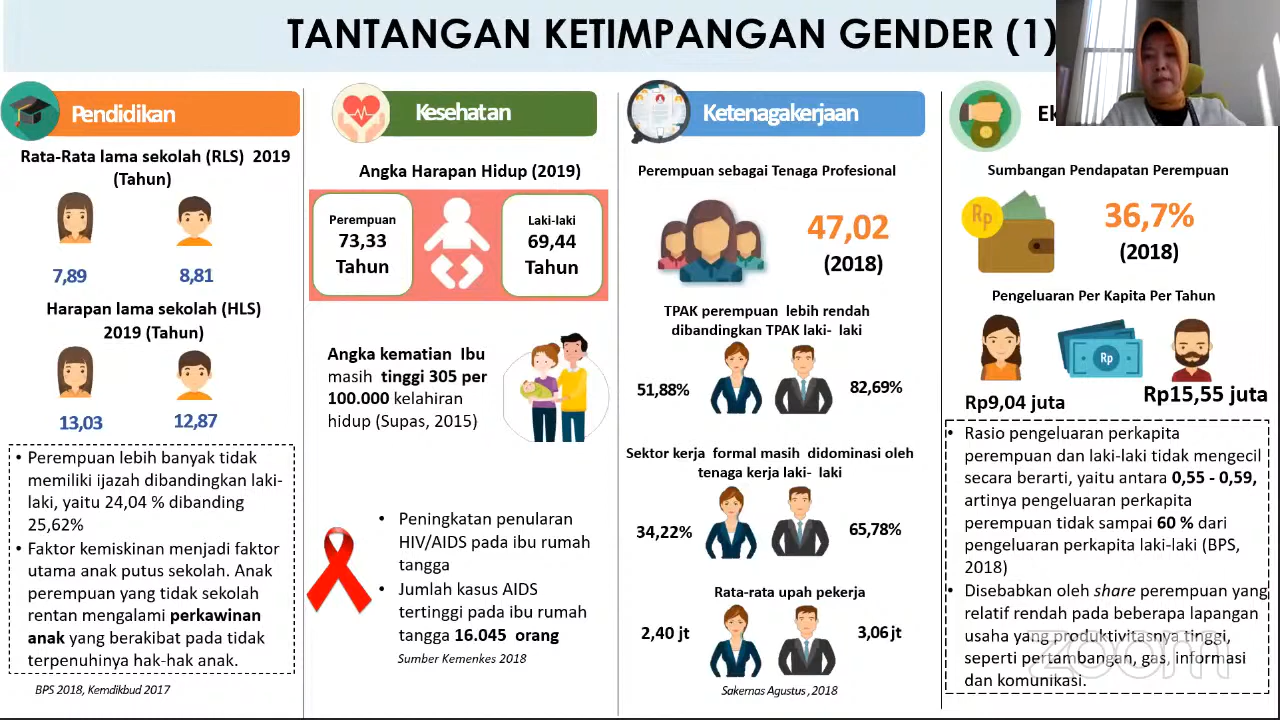 TANTANGAN KETIMPANGAN GENDER (1)
Pendidikan
Rata-Rata lama sekolah (RLS) 2019
(Tahun)
7,89
8,81
Harapan lama sekolah (HLS)
2019 (Tahun)
13,03
12,87
• Perempuan lebih banyak tidak
memiliki ijazah dibandingkan laki-
laki, yaitu 24,04 % dibanding
25,62%
• Faktor kemiskinan menjadi faktor
utama anak putus sekolah. Anak
perempuan yang tidak sekolah
rentan mengalami perkawinan
anak yang berakibat pada tidak
terpenuhinya hak-hak anak.
BPS 2018, Kemdikbud 2017
Kesehatan
Angka Harapan Hidup (2019)
Perempuan
73,33
Tahun
Laki-laki
69,44
Tahun
Angka kematian Ibu
masih tinggi 305 per
100.000 kelahiran
hidup (Supas, 2015)
• Peningkatan penularan
HIV/AIDS pada ibu rumah
tangga
• Jumlah kasus AIDS
tertinggi pada ibu rumah
tangga 16.045 orang
Sumber Kemenkes 2018
Ketenagakerjaan
Perempuan sebagai Tenaga Profesional
47,02
(2018)
TPAK perempuan lebih rendah
dibandingkan TPAK laki- laki
51,88%
82,69%
Sektor kerja formal masih didominasi oleh
tenaga kerja laki- laki
34,22%
65,78%
Rata-rata upah pekerja
2,40 jt
3,06 jt
Sakernas Agustus, 2018
Sumbangan Pendapatan Perempuan
Rp
36,7%
(2018)
Pengeluaran Per Kapita Per Tahun
Rp
Rp9,04 juta
Rp15,55 juta
• Rasio pengeluaran perkapita
perempuan dan laki-laki tidak mengecil
secara berarti, yaitu antara 0,55 - 0,59,
artinya pengeluaran perkapita
perempuan tidak sampai 60 % dari
pengeluaran perkapita laki-laki (BPS,
2018)
• Disebabkan oleh share perempuan yang
relatif rendah pada beberapa lapangan
usaha yang produktivitasnya tinggi,
seperti pertambangan, gas, informasi
dan komunikasi.
zoom